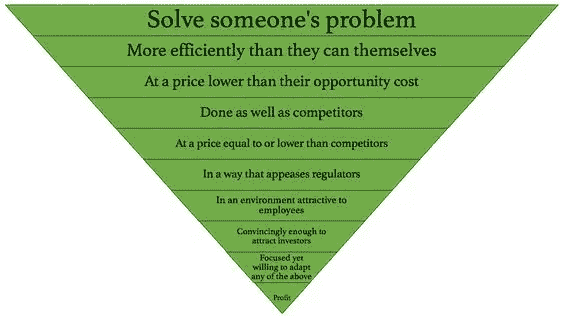 Solve someone's problem
More efficiently than they can themselves
At a price lower than their opportunity cost
Done as well as competitors
At a price equal to or lower than competitors
In a way that appeases regulators
In an environment attractive to
employees
Convincingly enough to
attract investors
Focused yet
willing to adapt
any of the above
Profit